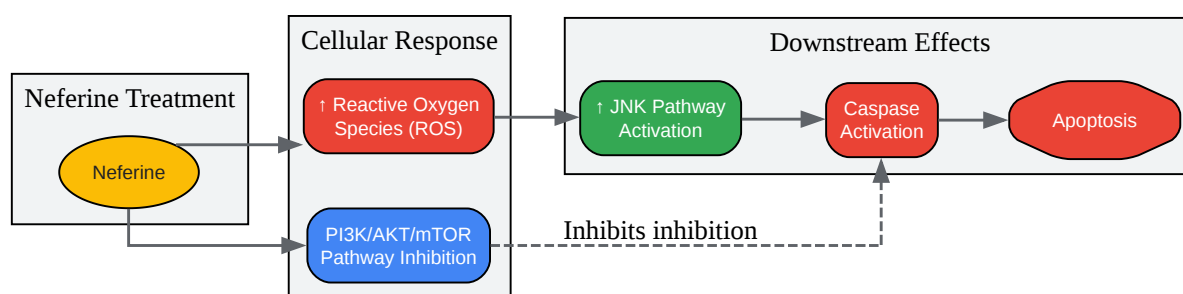 Neferine Treatment
Neferine
Cellular Response
↑ Reactive Oxygen
Species (ROS)
PI3K/AKT/mTOR
Pathway Inhibition
Downstream Effects
↑ JNK Pathway
Activation
Caspase
Activation
Apoptosis
Inhibits inhibition